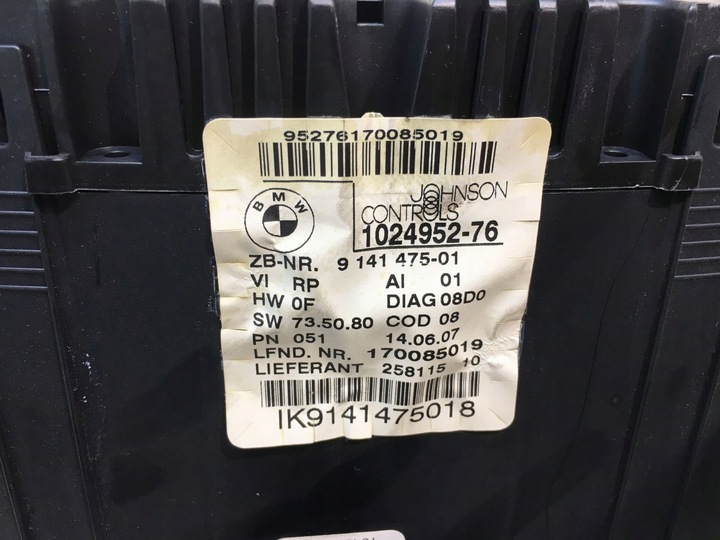 95276170085019
BMW
JOHNSON
CONTROLS
1024952-76
ZB-NR. 9 141 475-01
VI RP AI 01
HW 0F DIAG 08D0
SW 73.50.80 COD 08
PN 051 14.06.07
LFND. NR. 170085019
LIEFERANT 258115 10
IK9141475018